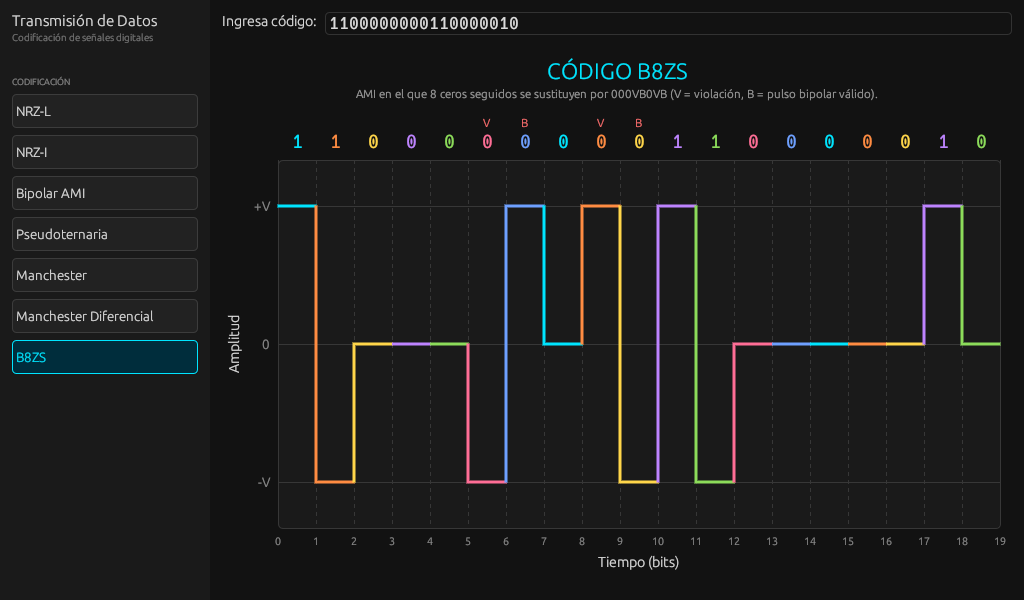 Transmisión de Datos
Codificación de señales digitales
CODIFICACIÓN
NRZ-L
NRZ-I
Bipolar AMI
Pseudoternaria
Manchester
Manchester Diferencial
B8ZS
Ingresa código: 1100000000110000010
CÓDIGO B8ZS
AMI en el que 8 ceros seguidos se sustituyen por 000VB0VB (V = violación, B = pulso bipolar válido).
V B V B
1 1 0 0 0 0 0 0 0 0 1 1 0 0 0 0 0 1 0
+V
0
-V
Amplitud
0 1 2 3 4 5 6 7 8 9 10 11 12 13 14 15 16 17 18 19
Tiempo (bits)